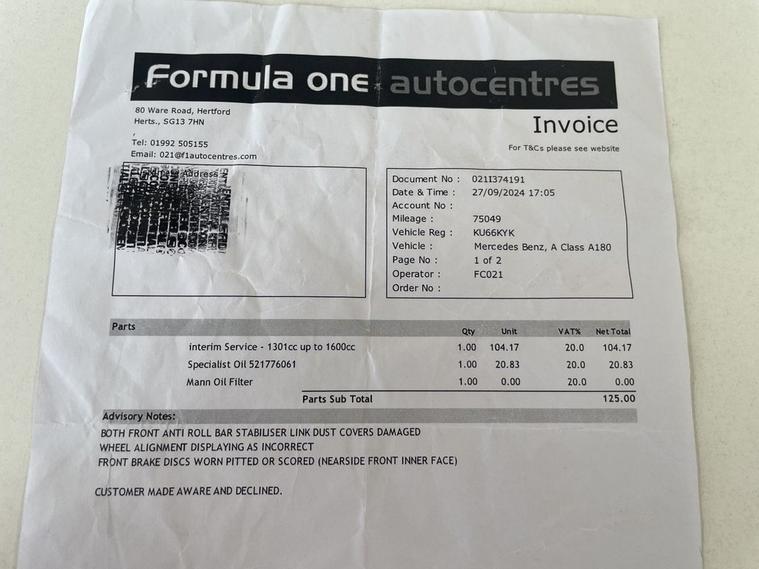 Formula one autocentres
80 Ware Road, Hertford
Herts., SG13 7HN
,
Tel: 01992 505155
Email: 021@f1autocentres.com
Invoice
For T&Cs please see website
Address
Document No : 021I374191
Date & Time : 27/09/2024 17:05
Account No :
Mileage : 75049
Vehicle Reg : KU66KYK
Vehicle : Mercedes Benz, A Class A180
Page No : 1 of 2
Operator : FC021
Order No :
Parts Qty Unit VAT% Net Total
interim Service - 1301cc up to 1600cc 1.00 104.17 20.0 104.17
Specialist Oil 521776061 1.00 20.83 20.0 20.83
Mann Oil Filter 1.00 0.00 20.0 0.00
Parts Sub Total 125.00
Advisory Notes:
BOTH FRONT ANTI ROLL BAR STABILISER LINK DUST COVERS DAMAGED
WHEEL ALIGNMENT DISPLAYING AS INCORRECT
FRONT BRAKE DISCS WORN PITTED OR SCORED (NEARSIDE FRONT INNER FACE)
CUSTOMER MADE AWARE AND DECLINED.